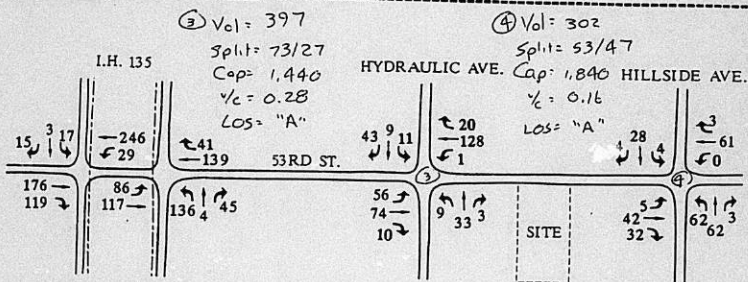 ③ Vol= 397
Split= 73/27
Cap= 1,440
v/c = 0.28
LOS= "A"
④ Vol= 302
Split= 53/47
Cap= 1,840
v/c = 0.16
LOS= "A"
I.H. 135
HYDRAULIC AVE.
HILLSIDE AVE.
15 3 17
246
29
41
139
53RD ST.
43 9 11
20
128
1
4 28 4
3
61
0
③
④
176
119
86
117
136 4 45
56
74
10
9 33 3
SITE
5
42
32
62 62 3